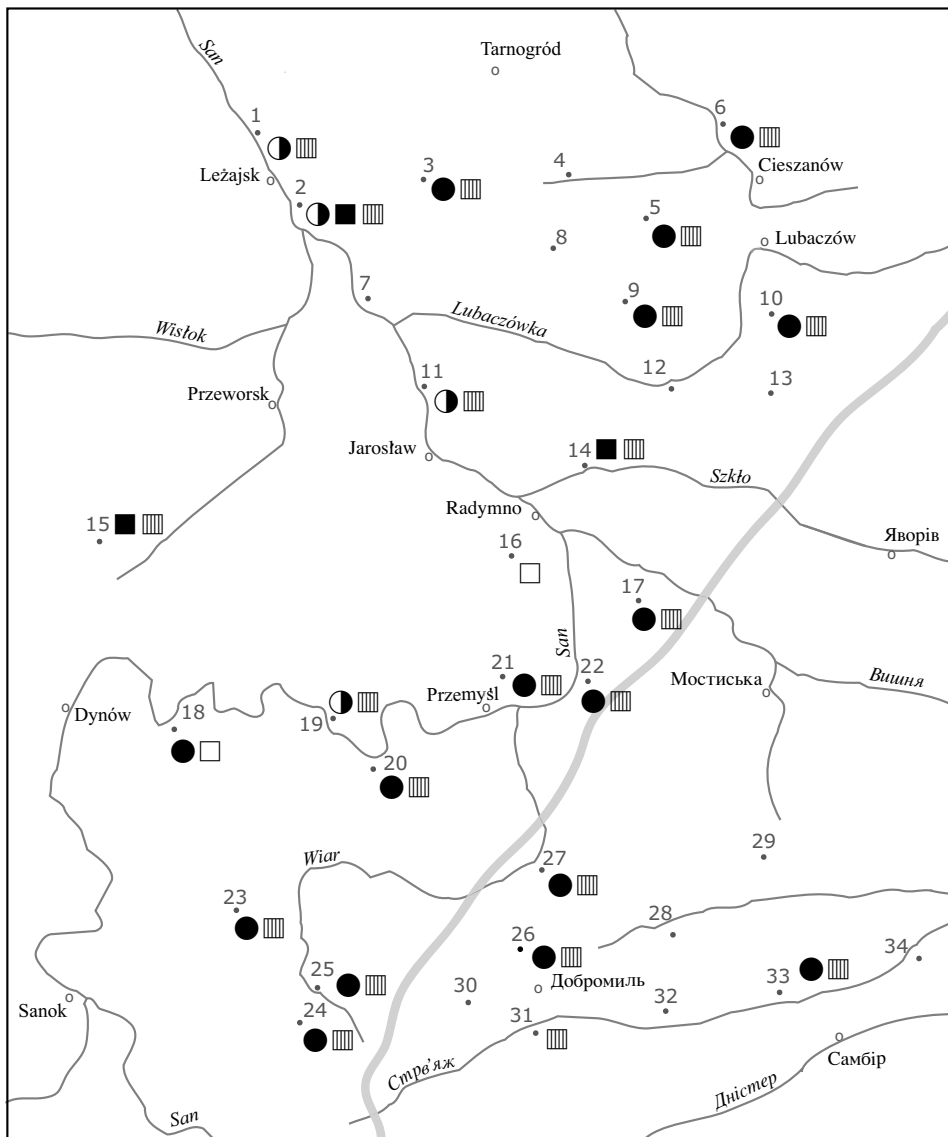 San
Tarnogród
1
6
Leżajsk
3
4
Cieszanów
2
5
8
Lubaczów
7
9
10
Lubaczówka
Wisłok
11
12
13
Przeworsk
Jarosław
14
Szkło
Radymno
15
16
Яворів
17
San
21
22
Мостиська
Вишня
Przemyśl
Dynów
18
19
20
29
Wiar
27
23
28
26
34
25
30
Добромиль
33
Sanok
24
31
32
Самбір
Стрв’яж
Дністер
San